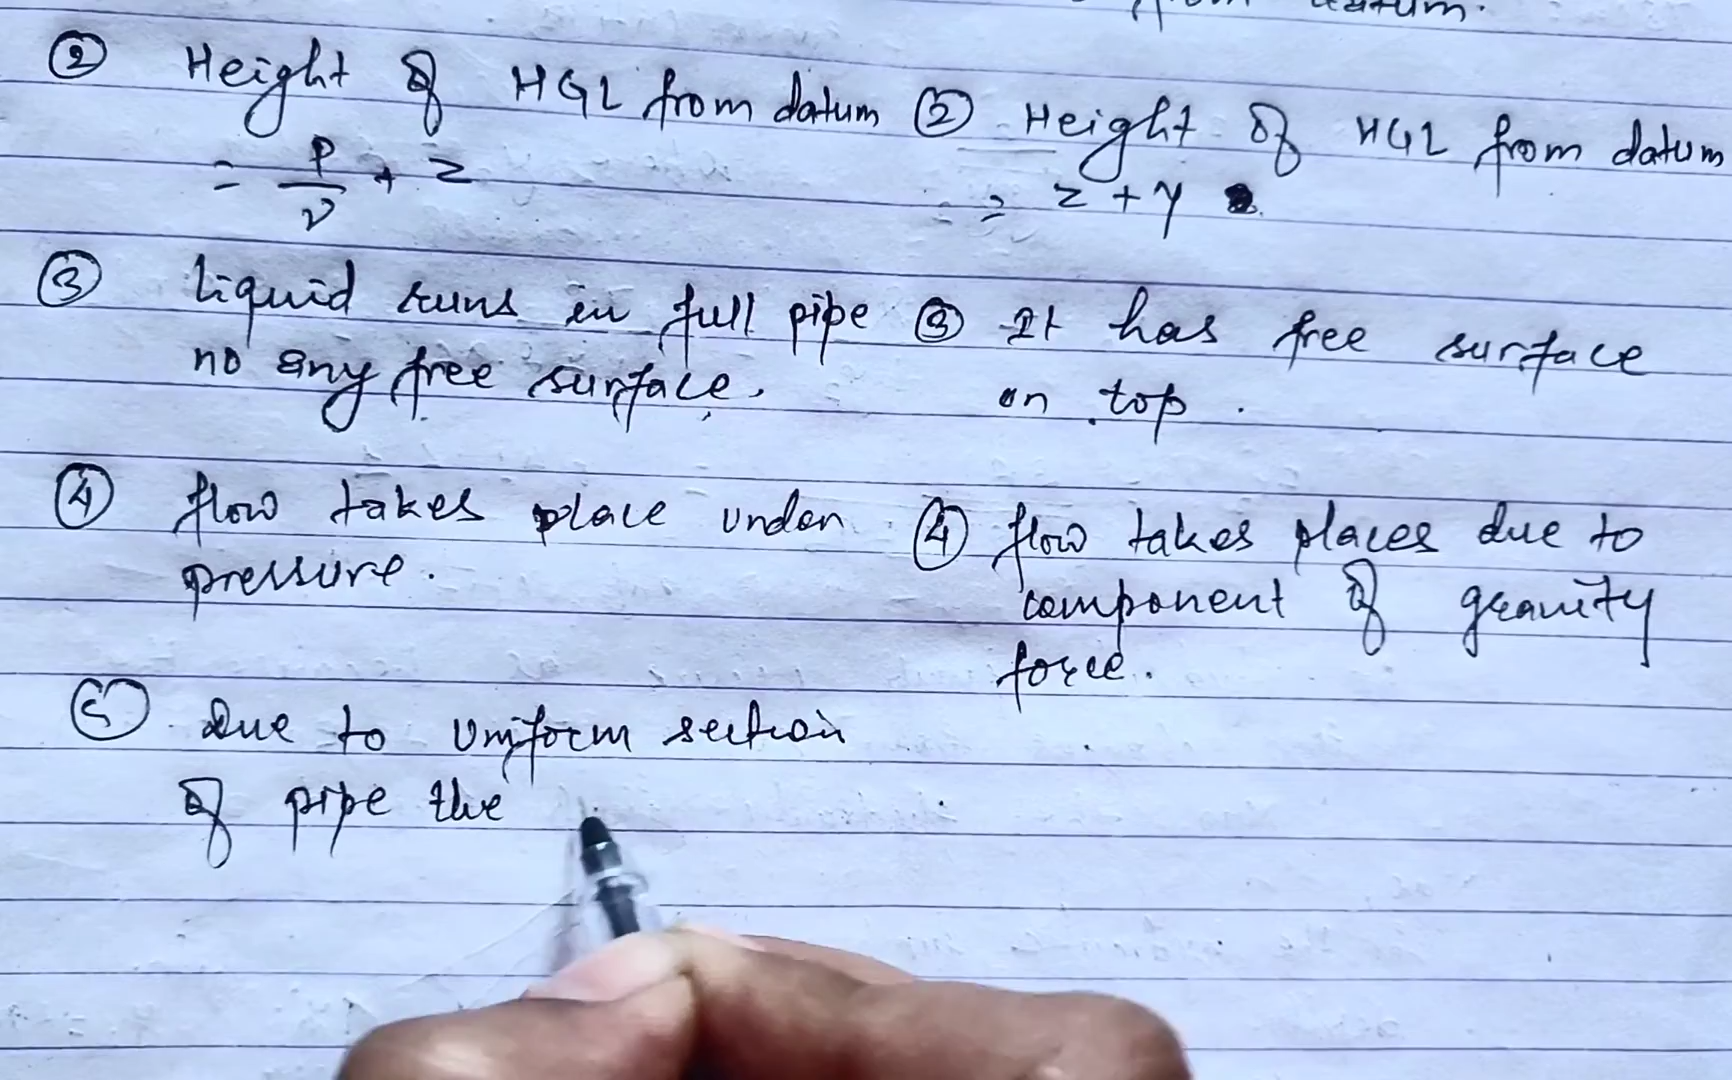 from datum.
② Height of HGL from datum
= P/γ + z
③ liquid runs in full pipe
no any free surface.
④ flow takes place under
pressure.
⑤ Due to Uniform section
of pipe the
② Height of HGL from datum
= z + y
③ It has free surface
on top.
④ flow takes places due to
component of gravity
force.